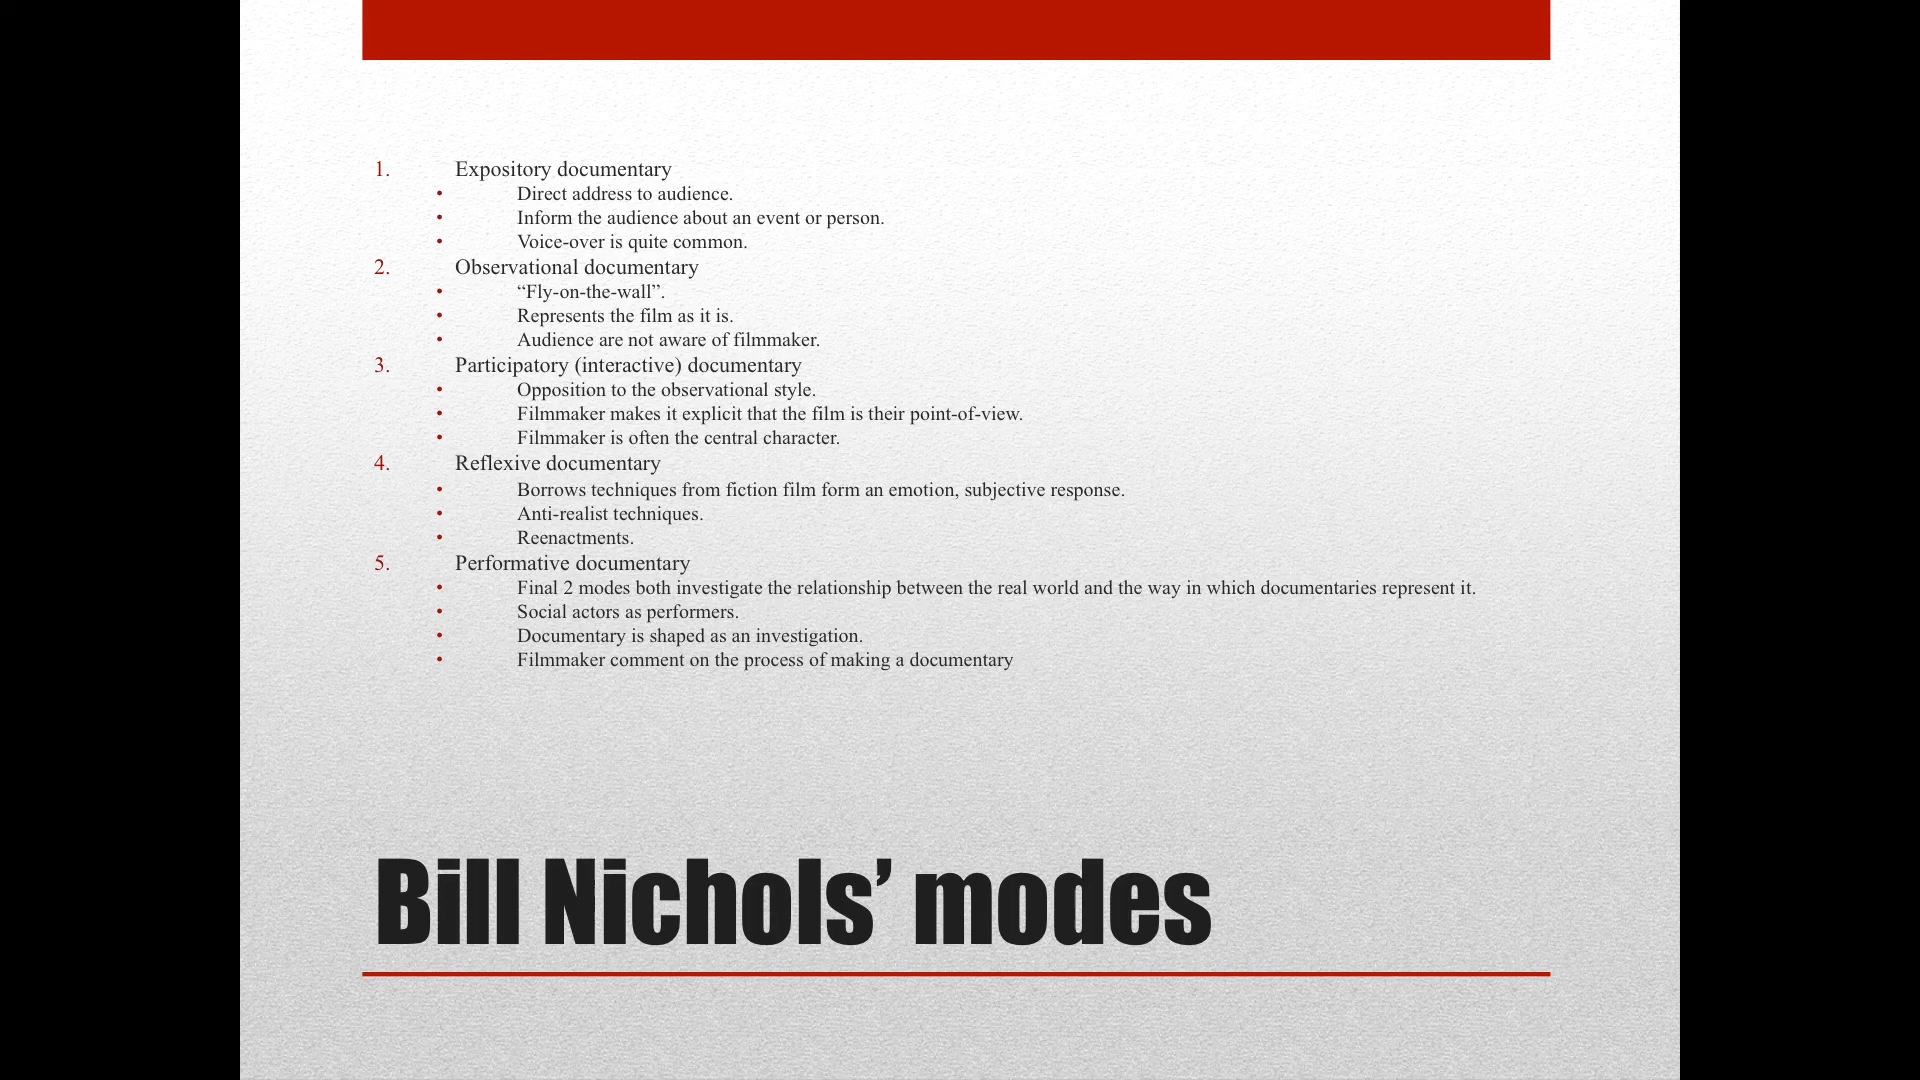 1. Expository documentary
• Direct address to audience.
• Inform the audience about an event or person.
• Voice-over is quite common.
2. Observational documentary
• “Fly-on-the-wall”.
• Represents the film as it is.
• Audience are not aware of filmmaker.
3. Participatory (interactive) documentary
• Opposition to the observational style.
• Filmmaker makes it explicit that the film is their point-of-view.
• Filmmaker is often the central character.
4. Reflexive documentary
• Borrows techniques from fiction film form an emotion, subjective response.
• Anti-realist techniques.
• Reenactments.
5. Performative documentary
• Final 2 modes both investigate the relationship between the real world and the way in which documentaries represent it.
• Social actors as performers.
• Documentary is shaped as an investigation.
• Filmmaker comment on the process of making a documentary
Bill Nichols’ modes